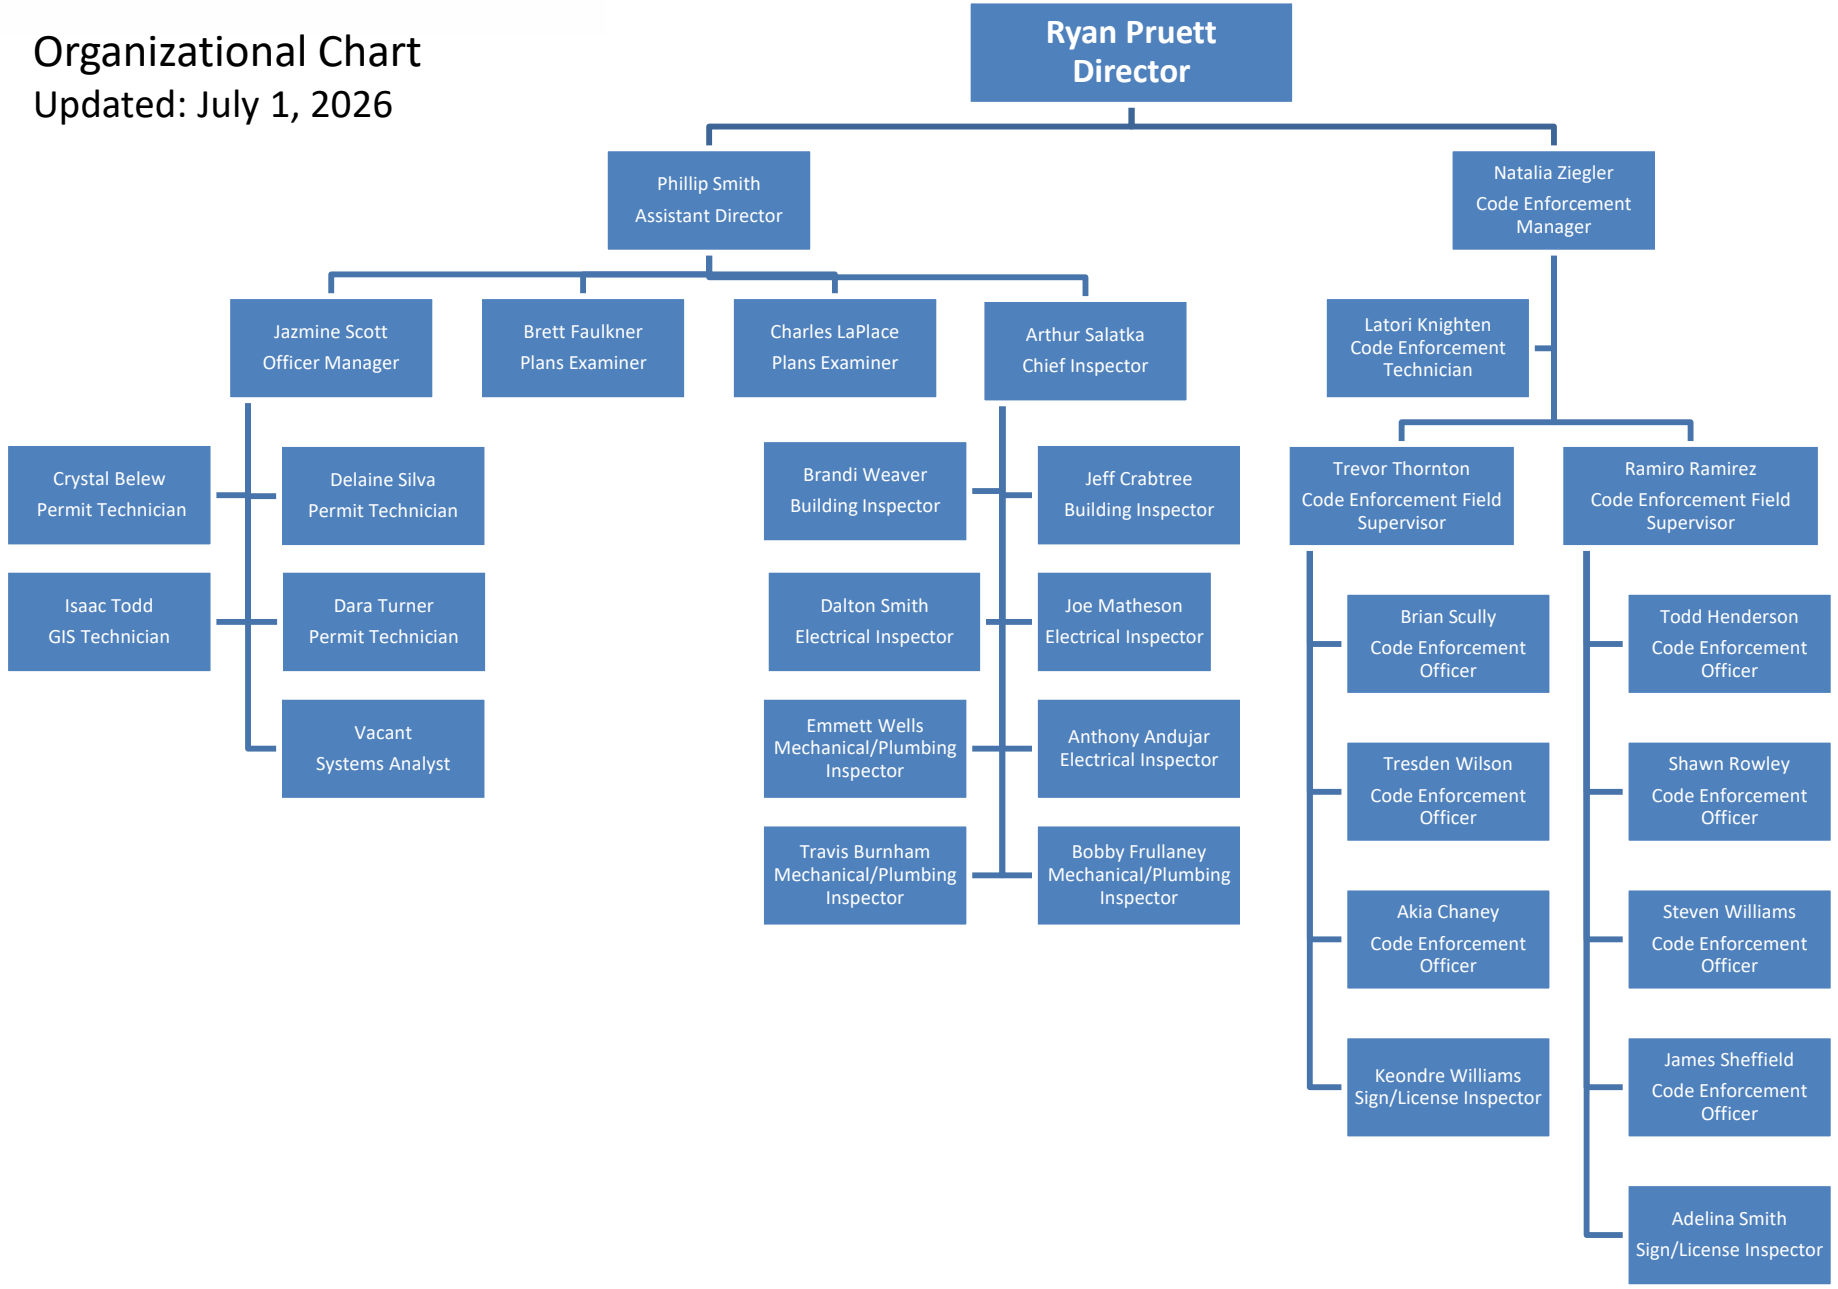 Organizational Chart
Updated: July 1, 2026
Ryan Pruett
Director
Phillip Smith
Assistant Director
Natalia Ziegler
Code Enforcement
Manager
Jazmine Scott
Officer Manager
Brett Faulkner
Plans Examiner
Charles LaPlace
Plans Examiner
Arthur Salatka
Chief Inspector
Latori Knighten
Code Enforcement
Technician
Crystal Belew
Permit Technician
Delaine Silva
Permit Technician
Isaac Todd
GIS Technician
Dara Turner
Permit Technician
Vacant
Systems Analyst
Brandi Weaver
Building Inspector
Jeff Crabtree
Building Inspector
Dalton Smith
Electrical Inspector
Joe Matheson
Electrical Inspector
Emmett Wells
Mechanical/Plumbing
Inspector
Anthony Andujar
Electrical Inspector
Travis Burnham
Mechanical/Plumbing
Inspector
Bobby Frullaney
Mechanical/Plumbing
Inspector
Trevor Thornton
Code Enforcement Field
Supervisor
Ramiro Ramirez
Code Enforcement Field
Supervisor
Brian Scully
Code Enforcement
Officer
Tresden Wilson
Code Enforcement
Officer
Akia Chaney
Code Enforcement
Officer
Keondre Williams
Sign/License Inspector
Todd Henderson
Code Enforcement
Officer
Shawn Rowley
Code Enforcement
Officer
Steven Williams
Code Enforcement
Officer
James Sheffield
Code Enforcement
Officer
Adelina Smith
Sign/License Inspector